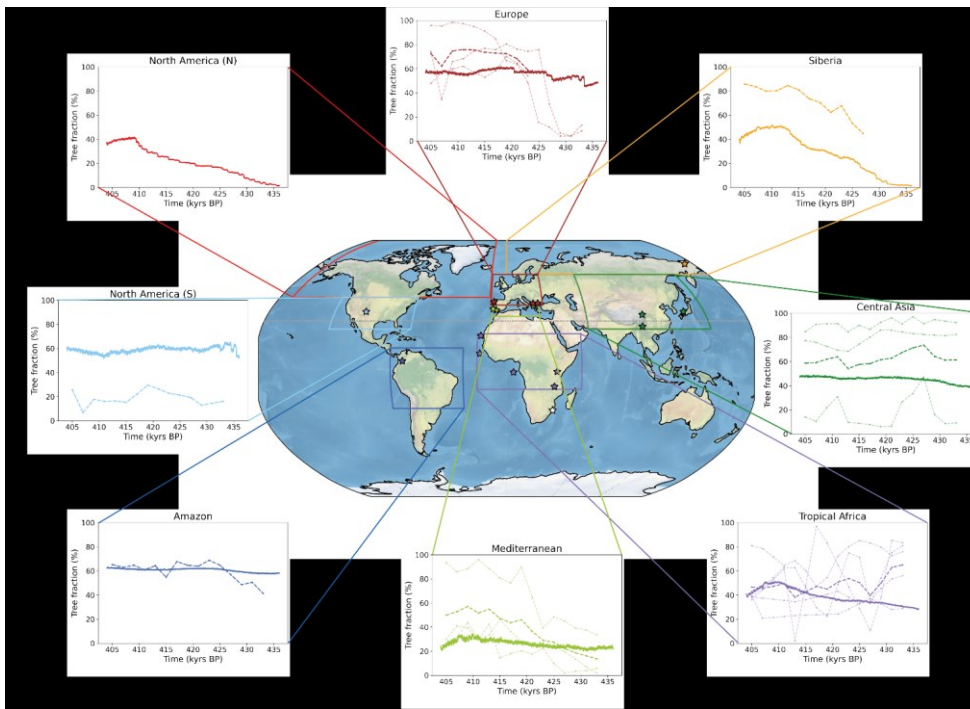 Europe
Tree fraction (%)
100
80
60
40
20
0
405 410 415 420 425 430 435
Time (kyrs BP)
North America (N)
Tree fraction (%)
100
80
60
40
20
0
405 410 415 420 425 430 435
Time (kyrs BP)
Siberia
Tree fraction (%)
100
80
60
40
20
0
405 410 415 420 425 430 435
Time (kyrs BP)
North America (S)
Tree fraction (%)
100
80
60
40
20
0
405 410 415 420 425 430 435
Time (kyrs BP)
Central Asia
Tree fraction (%)
100
80
60
40
20
0
405 410 415 420 425 430 435
Time (kyrs BP)
Amazon
Tree fraction (%)
100
80
60
40
20
0
405 410 415 420 425 430 435
Time (kyrs BP)
Mediterranean
Tree fraction (%)
100
80
60
40
20
0
405 410 415 420 425 430 435
Time (kyrs BP)
Tropical Africa
Tree fraction (%)
100
80
60
40
20
0
405 410 415 420 425 430 435
Time (kyrs BP)